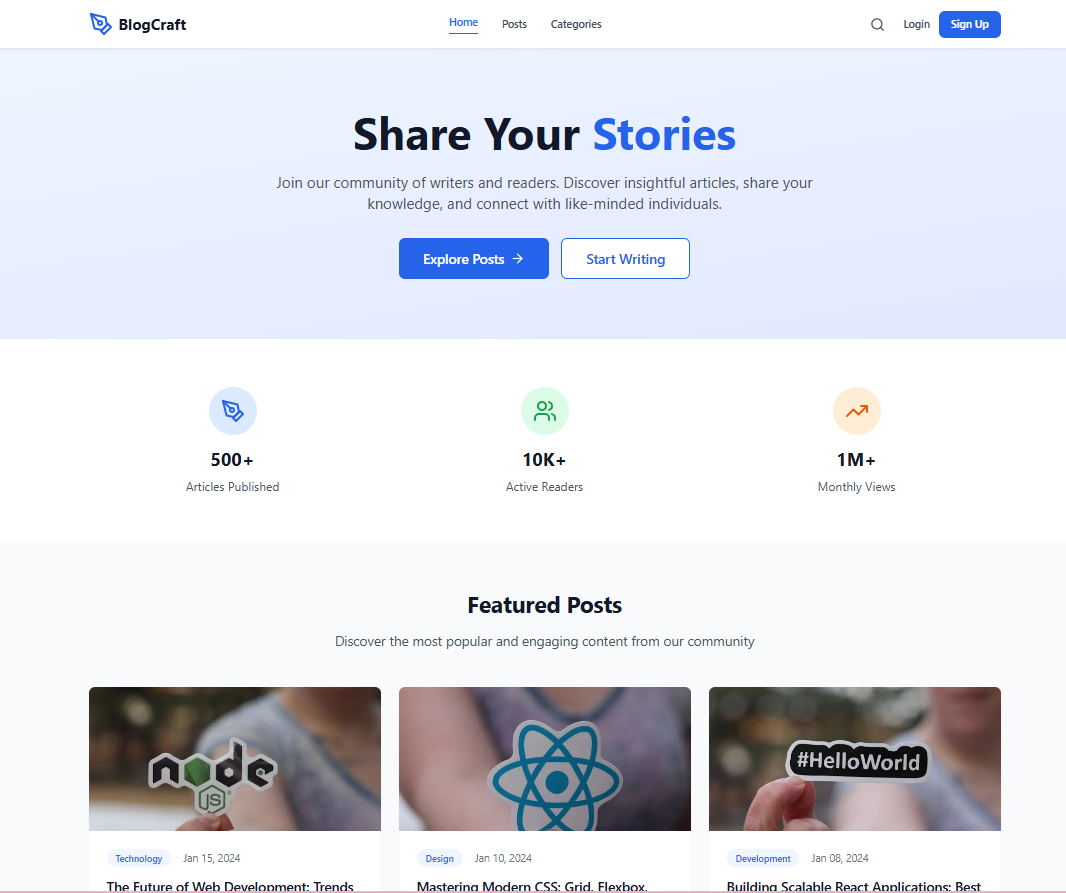 BlogCraft
Home
Posts
Categories
Login
Sign Up
Share Your Stories
Join our community of writers and readers. Discover insightful articles, share your
knowledge, and connect with like-minded individuals.
Explore Posts →
Start Writing
500+
Articles Published
10K+
Active Readers
1M+
Monthly Views
Featured Posts
Discover the most popular and engaging content from our community
node
JS
#HelloWorld
Technology
Jan 15, 2024
The Future of Web Development: Trends
Design
Jan 10, 2024
Mastering Modern CSS: Grid, Flexbox,
Development
Jan 08, 2024
Building Scalable React Applications: Best